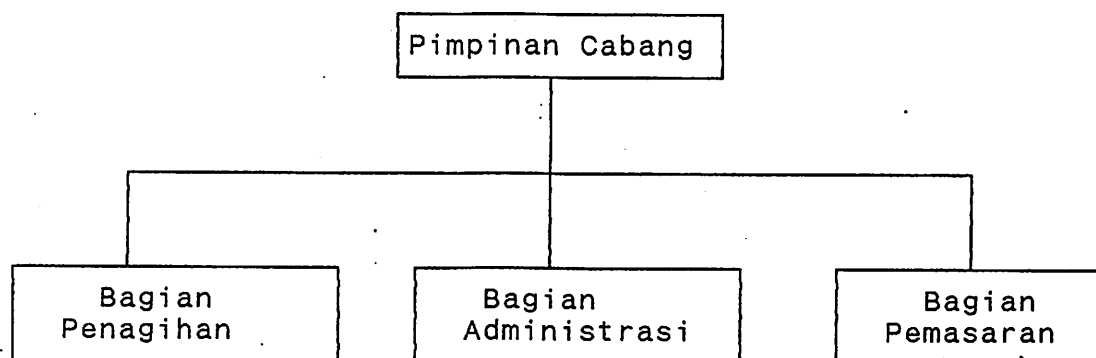 Pimpinan Cabang
Bagian
Penagihan
Bagian
Administrasi
Bagian
Pemasaran